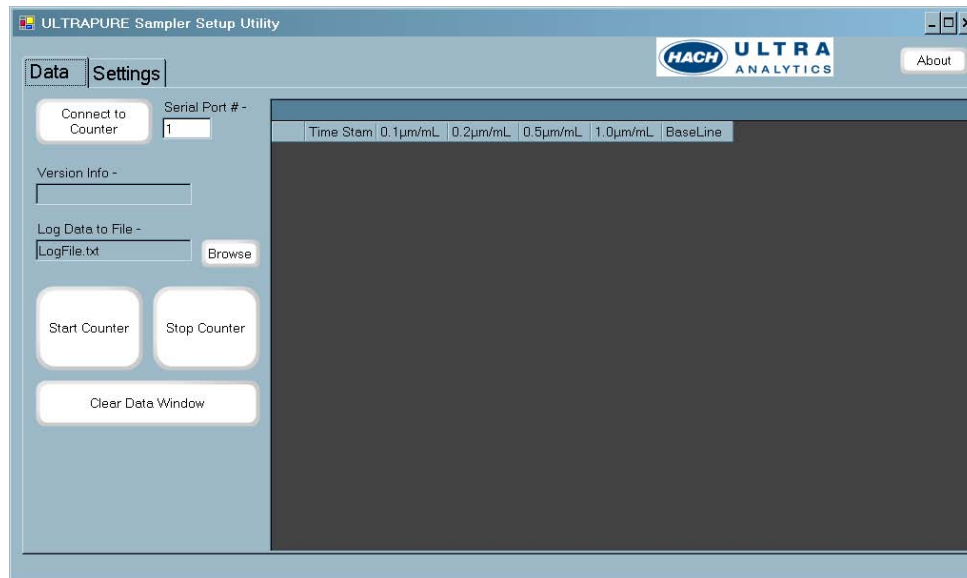 ULTRAPURE Sampler Setup Utility
HACH ULTRA
ANALYTICS
About
Data Settings
Connect to
Counter
Serial Port # -
1
Version Info -
Log Data to File -
LogFile.txt
Browse
Start Counter Stop Counter
Clear Data Window
Time Stam 0.1µm/mL 0.2µm/mL 0.5µm/mL 1.0µm/mL BaseLine